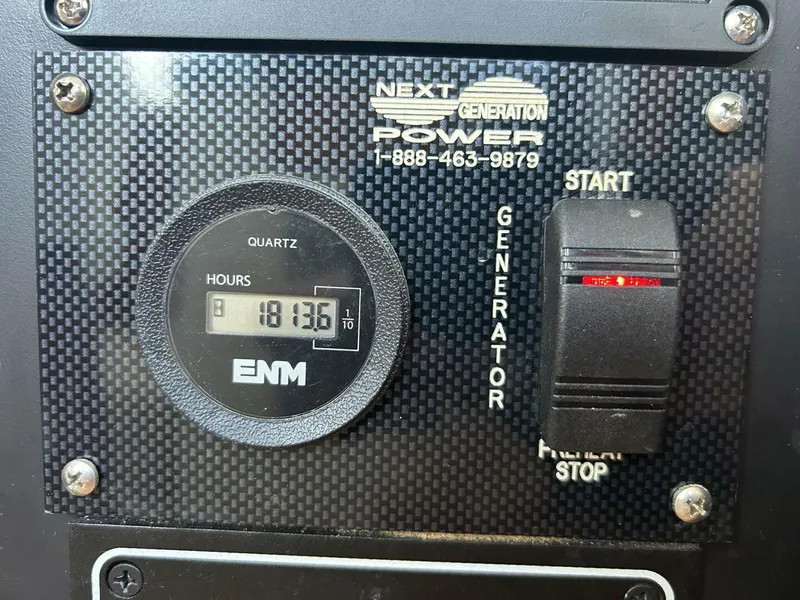 NEXT
GENERATION
POWER
1-888-463-9879
START
GENERATOR
QUARTZ
HOURS
1813.6
1/10
ENM
PREHEAT
STOP